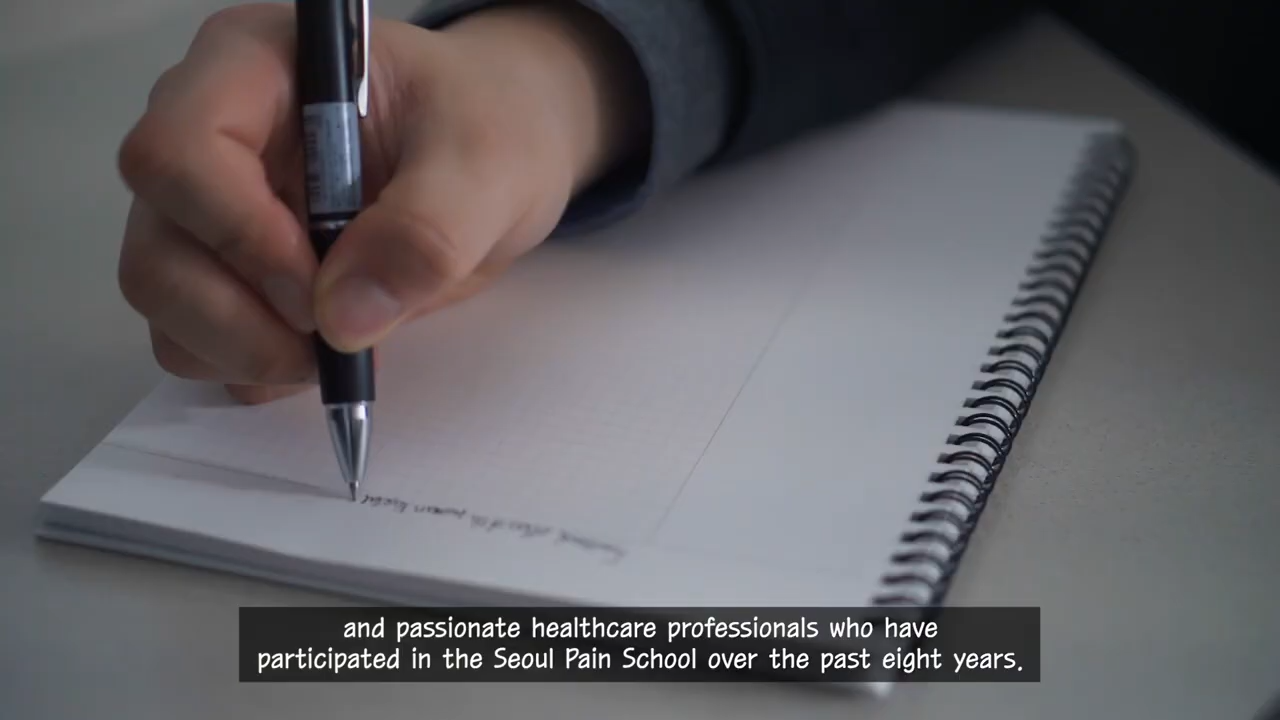 and passionate healthcare professionals who have
participated in the Seoul Pain School over the past eight years.